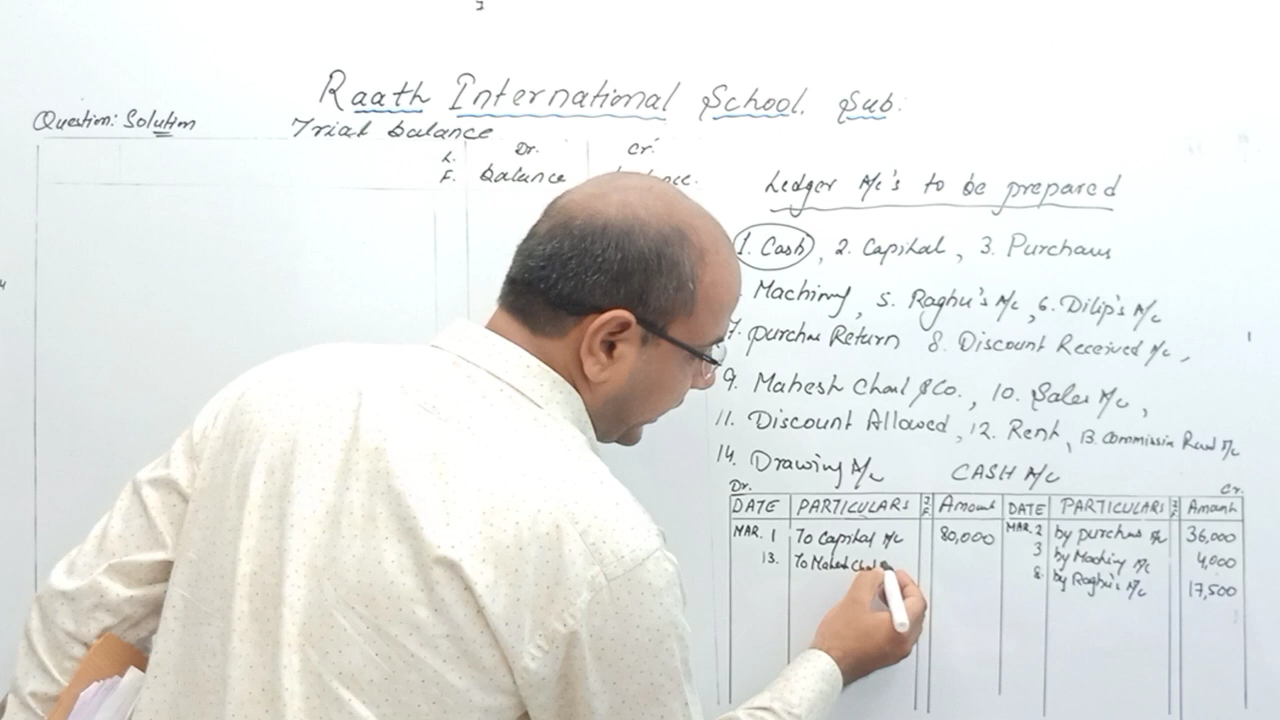 Raath International School. Sub:
Question: Solution
Trial balance
L. F. Dr. balance Cr.
Ledger A/c's to be prepared
1. Cash, 2. Capital, 3. Purchases
Machinery, 5. Raghu's A/c, 6. Dilip's A/c
7. purchase Return 8. Discount Received A/c,
9. Mahesh Chand & Co., 10. Sales A/c,
11. Discount Allowed, 12. Rent, 13. Commission A/c
14. Drawing A/c CASH A/c
Dr. Cr.
DATE PARTICULARS J F Amount DATE PARTICULARS J F Amount
MAR. 1 To Capital A/c 80,000 MAR. 2 by purchase A/c 36,000
13. To Mahesh 3 by Machinery A/c 4,000
8. by Raghu's A/c 17,500